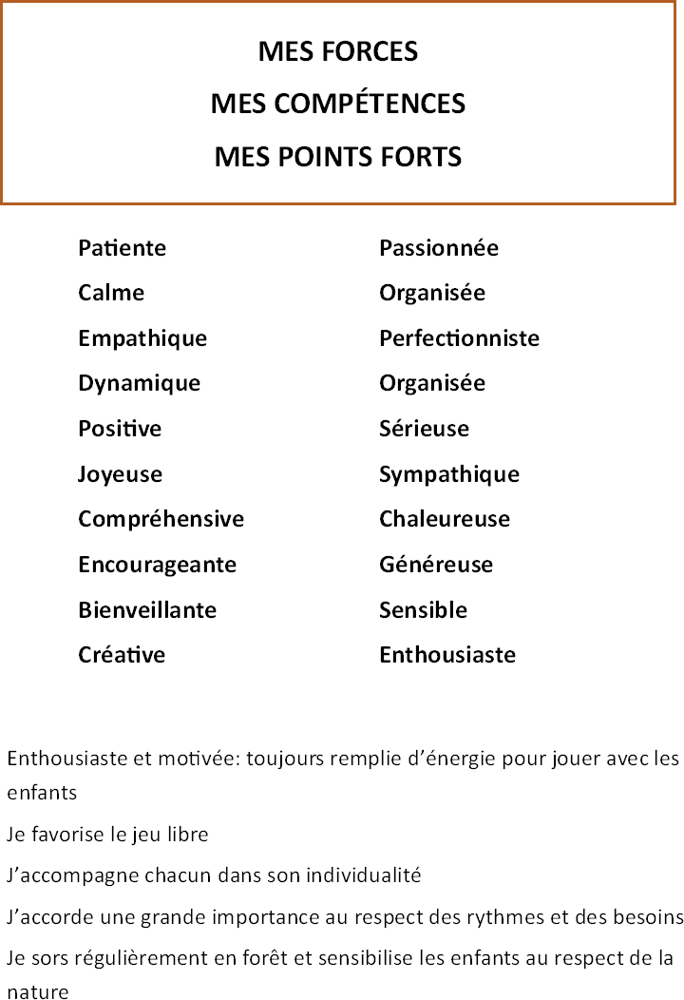 MES FORCES
MES COMPÉTENCES
MES POINTS FORTS
Patiente
Calme
Empathique
Dynamique
Positive
Joyeuse
Compréhensive
Encourageante
Bienveillante
Créative
Passionnée
Organisée
Perfectionniste
Organisée
Sérieuse
Sympathique
Chaleureuse
Généreuse
Sensible
Enthousiaste
Enthousiaste et motivée: toujours remplie d’énergie pour jouer avec les
enfants
Je favorise le jeu libre
J’accompagne chacun dans son individualité
J’accorde une grande importance au respect des rythmes et des besoins
Je sors régulièrement en forêt et sensibilise les enfants au respect de la
nature